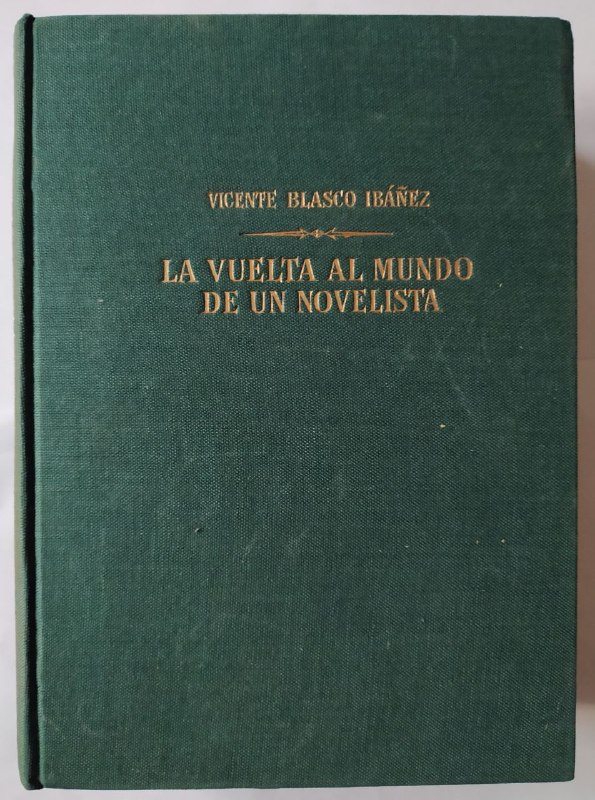 VICENTE BLASCO IBÁÑEZ
LA VUELTA AL MUNDO
DE UN NOVELISTA